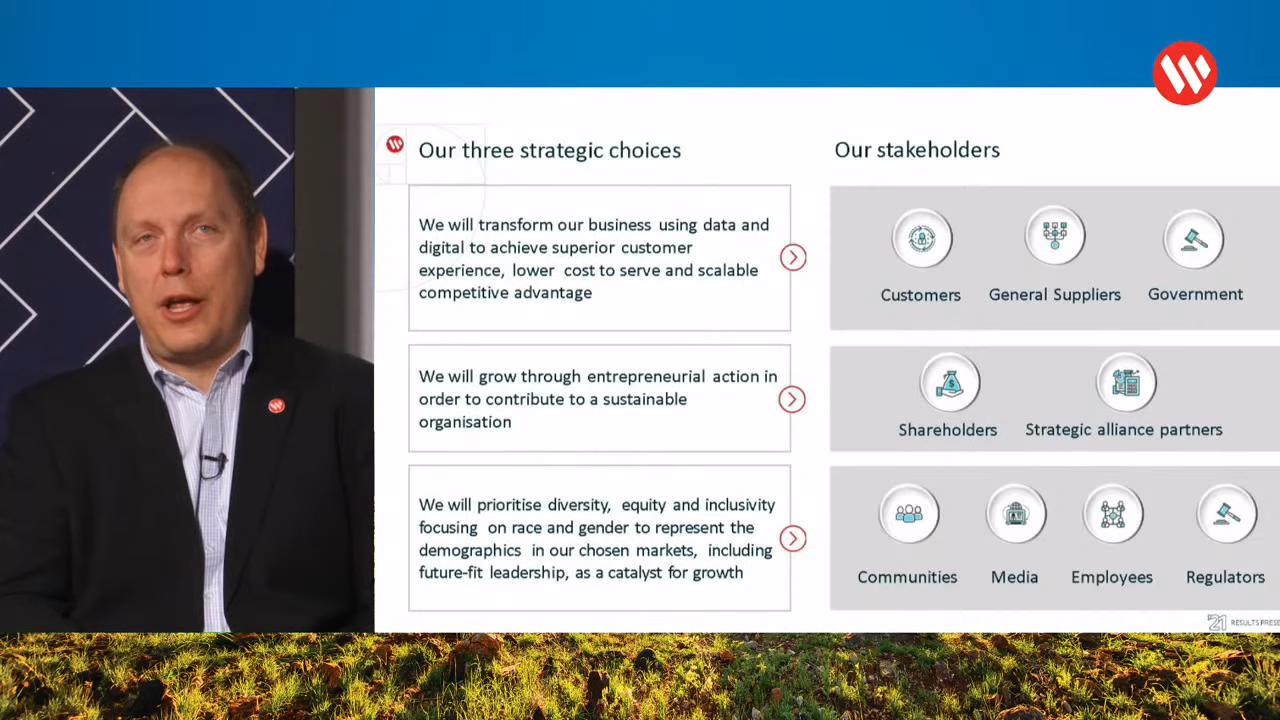 Our three strategic choices
We will transform our business using data and
digital to achieve superior customer
experience, lower cost to serve and scalable
competitive advantage
We will grow through entrepreneurial action in
order to contribute to a sustainable
organisation
We will prioritise diversity, equity and inclusivity
focusing on race and gender to represent the
demographics in our chosen markets, including
future-fit leadership, as a catalyst for growth
Our stakeholders
Customers
General Suppliers
Government
Shareholders
Strategic alliance partners
Communities
Media
Employees
Regulators
'21 RESULTS